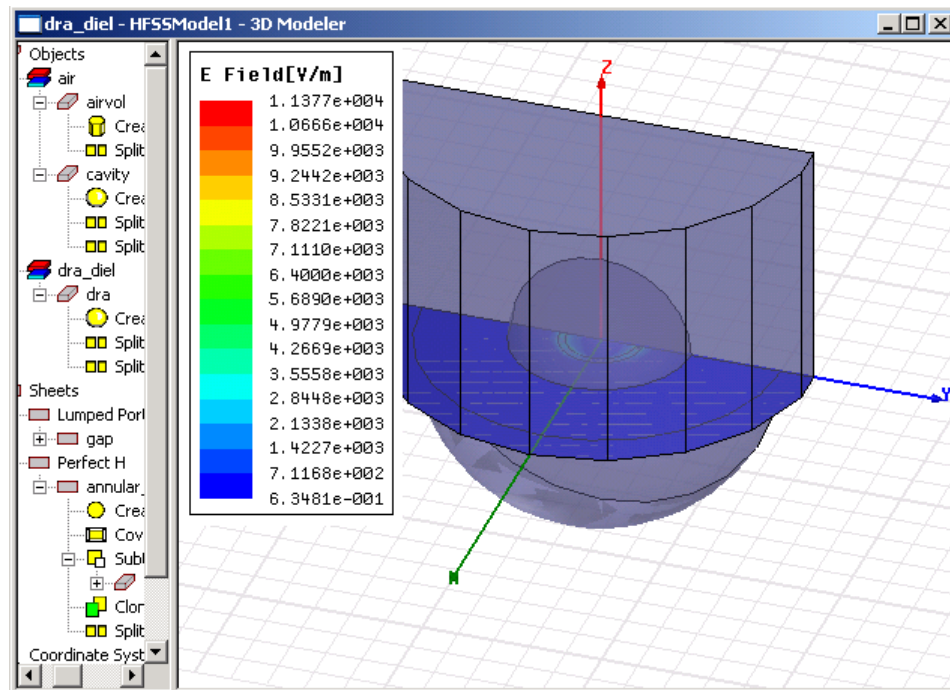 dra_diel - HFSSModel1 - 3D Modeler
Objects
air
airvol
Crea
Split
cavity
Crea
Split
Split
dra_diel
dra
Crea
Split
Split
Sheets
Lumped Port
gap
Perfect H
annular_
Crea
Cov
Subt
Clon
Split
Coordinate Syst
E Field[V/m]
1.1377e+004
1.0666e+004
9.9552e+003
9.2442e+003
8.5331e+003
7.8221e+003
7.1110e+003
6.4000e+003
5.6890e+003
4.9779e+003
4.2669e+003
3.5558e+003
2.8448e+003
2.1338e+003
1.4227e+003
7.1168e+002
6.3481e-001
Z
Y